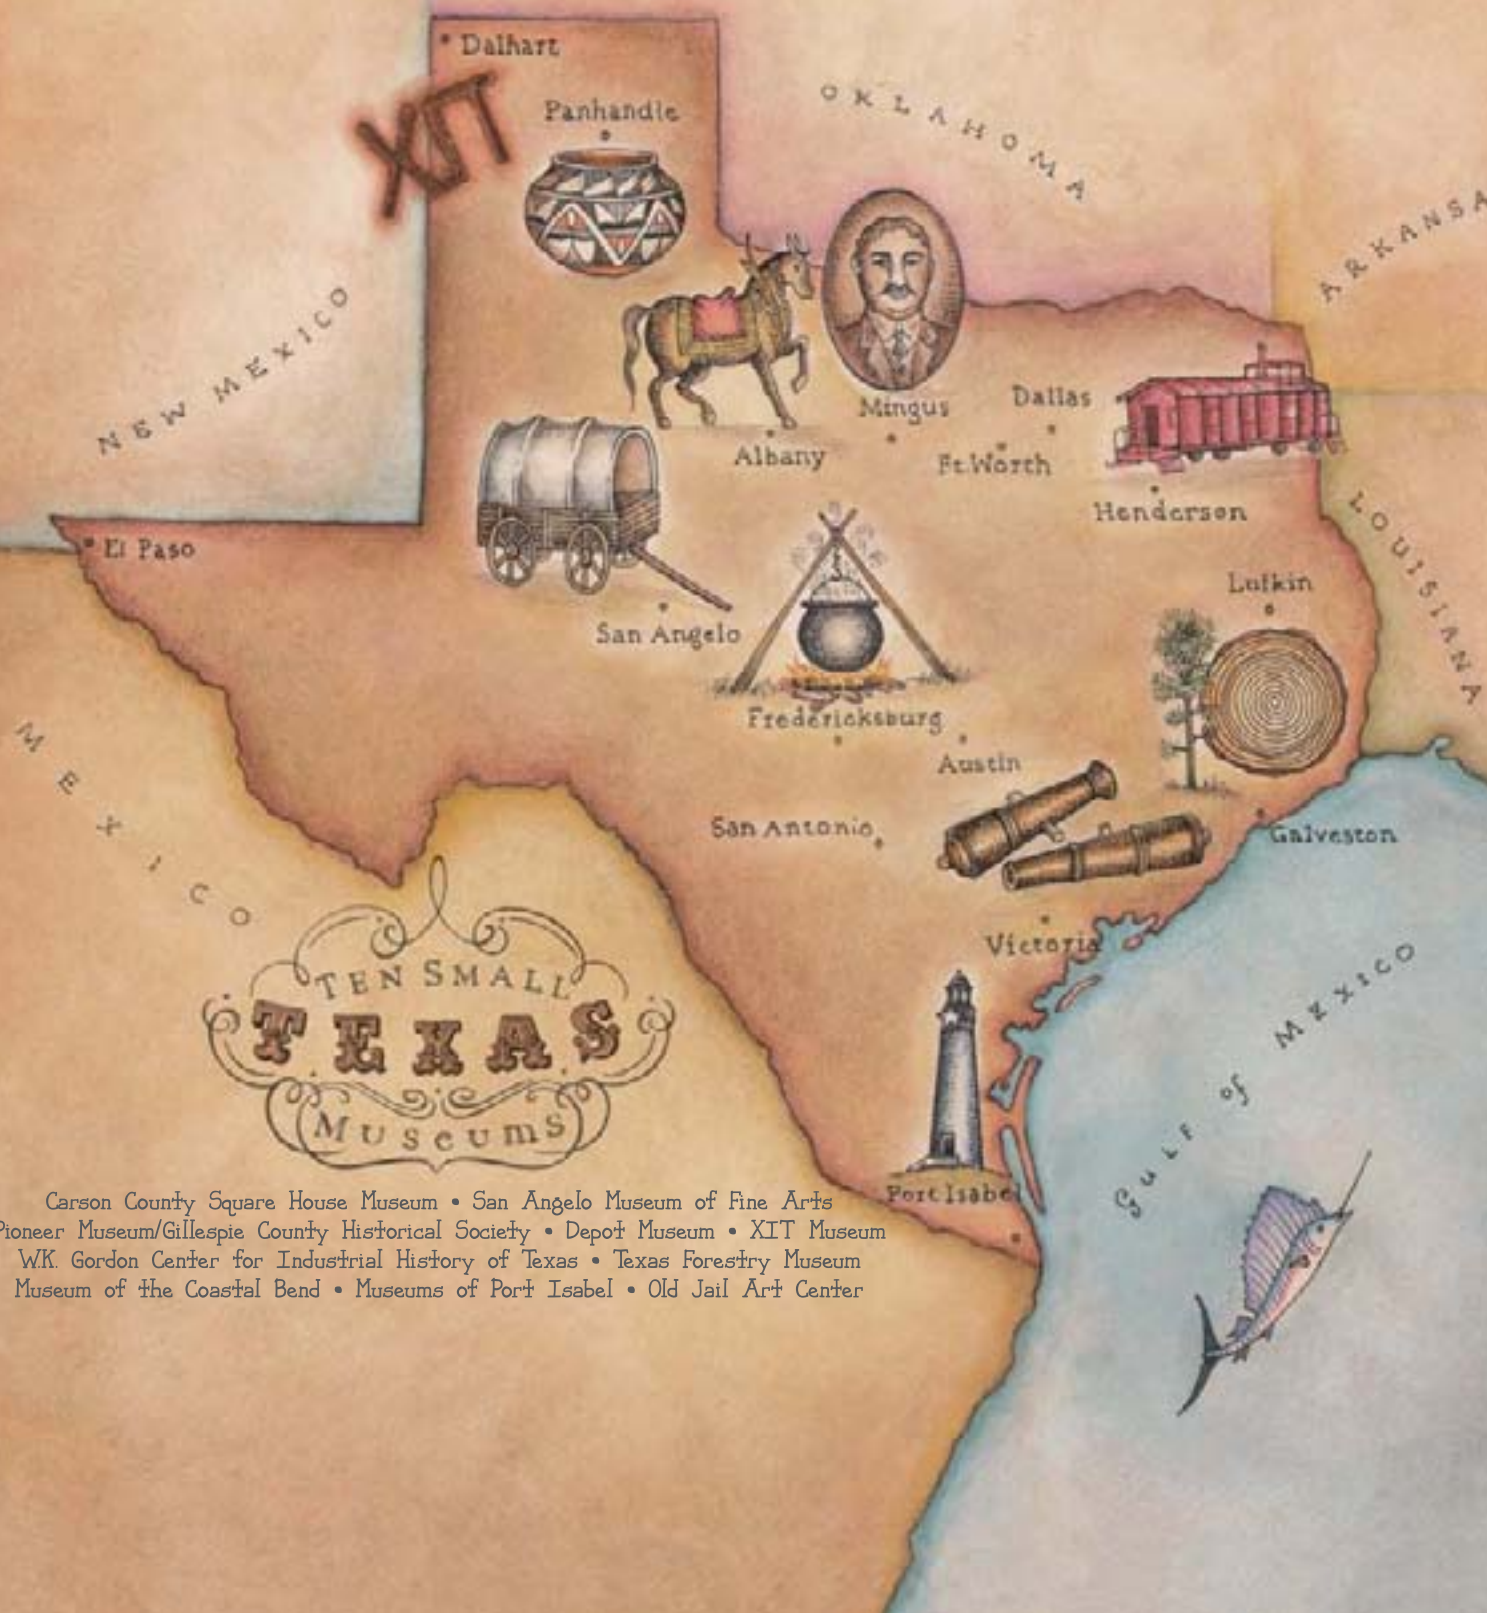 Dalhart
XIT
Panhandle
OKLAHOMA
ARKANSA
NEW MEXICO
Mingus
Dallas
Albany
Ft.Worth
Henderson
El Paso
LOUISIANA
Lufkin
San Angelo
Fredericksburg
Austin
MEXICO
San Antonio
Galveston
Victoria
Gulf of Mexico
Port Isabel
TEN SMALL
TEXAS
MUSEUMS
Carson County Square House Museum • San Angelo Museum of Fine Arts
Pioneer Museum/Gillespie County Historical Society • Depot Museum • XIT Museum
W.K. Gordon Center for Industrial History of Texas • Texas Forestry Museum
Museum of the Coastal Bend • Museums of Port Isabel • Old Jail Art Center